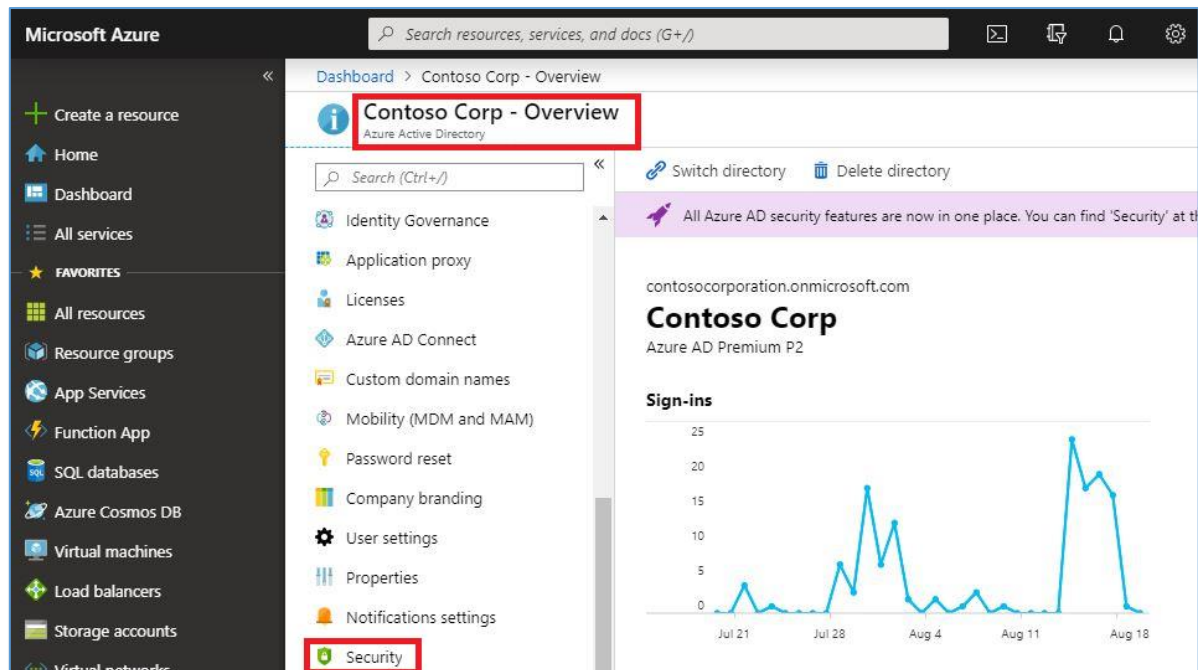 Microsoft Azure
Search resources, services, and docs (G+/)
«
Dashboard > Contoso Corp - Overview
Create a resource
Home
Dashboard
All services
FAVORITES
All resources
Resource groups
App Services
Function App
SQL databases
Azure Cosmos DB
Virtual machines
Load balancers
Storage accounts
Virtual networks
Contoso Corp - Overview
Azure Active Directory
Search (Ctrl+/)
«
Identity Governance
Application proxy
Licenses
Azure AD Connect
Custom domain names
Mobility (MDM and MAM)
Password reset
Company branding
User settings
Properties
Notifications settings
Security
Switch directory
Delete directory
All Azure AD security features are now in one place. You can find 'Security' at
contosocorporation.onmicrosoft.com
Contoso Corp
Azure AD Premium P2
Sign-ins
25
20
15
10
5
0
Jul 21
Jul 28
Aug 4
Aug 11
Aug 18
SQL